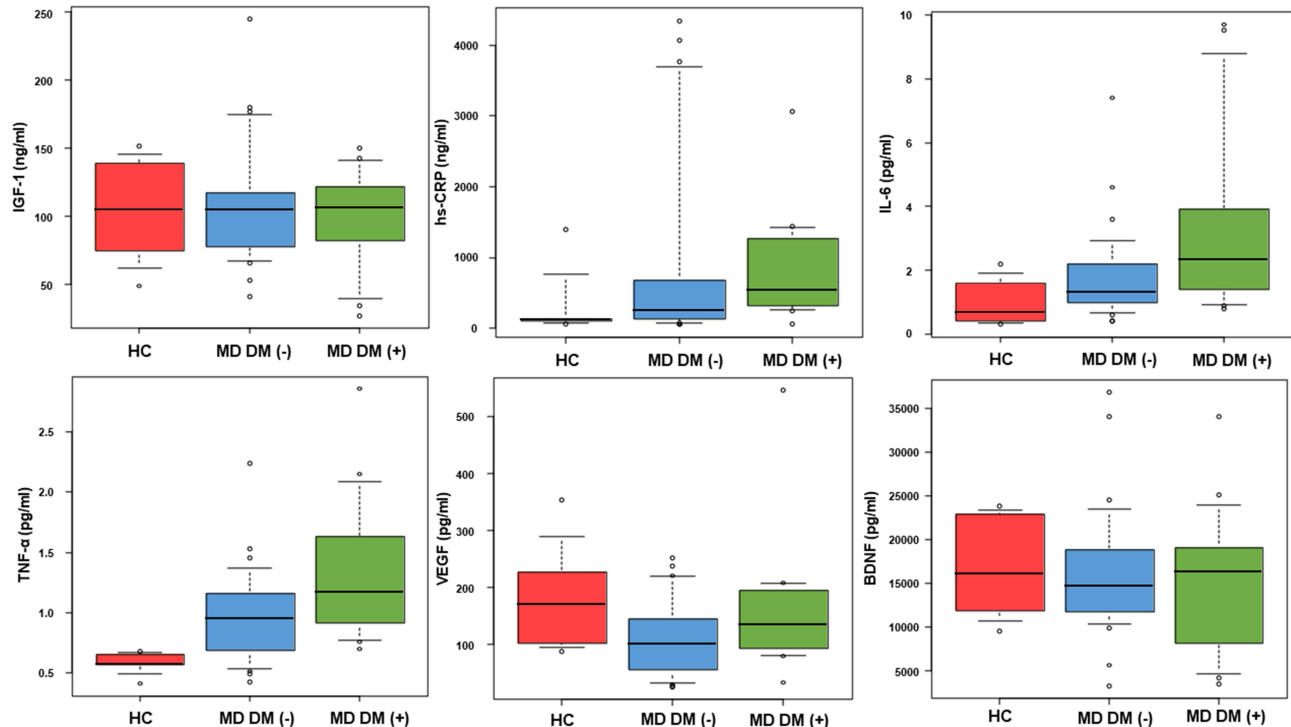 IGF-1 (ng/ml)
250
200
150
100
50
HC MD DM (-) MD DM (+)
hs-CRP (ng/ml)
4000
3000
2000
1000
0
HC MD DM (-) MD DM (+)
IL-6 (pg/ml)
10
8
6
4
2
0
HC MD DM (-) MD DM (+)
TNF-α (pg/ml)
2.5
2.0
1.5
1.0
0.5
HC MD DM (-) MD DM (+)
VEGF (pg/ml)
500
400
300
200
100
HC MD DM (-) MD DM (+)
BDNF (pg/ml)
35000
30000
25000
20000
15000
10000
5000
HC MD DM (-) MD DM (+)